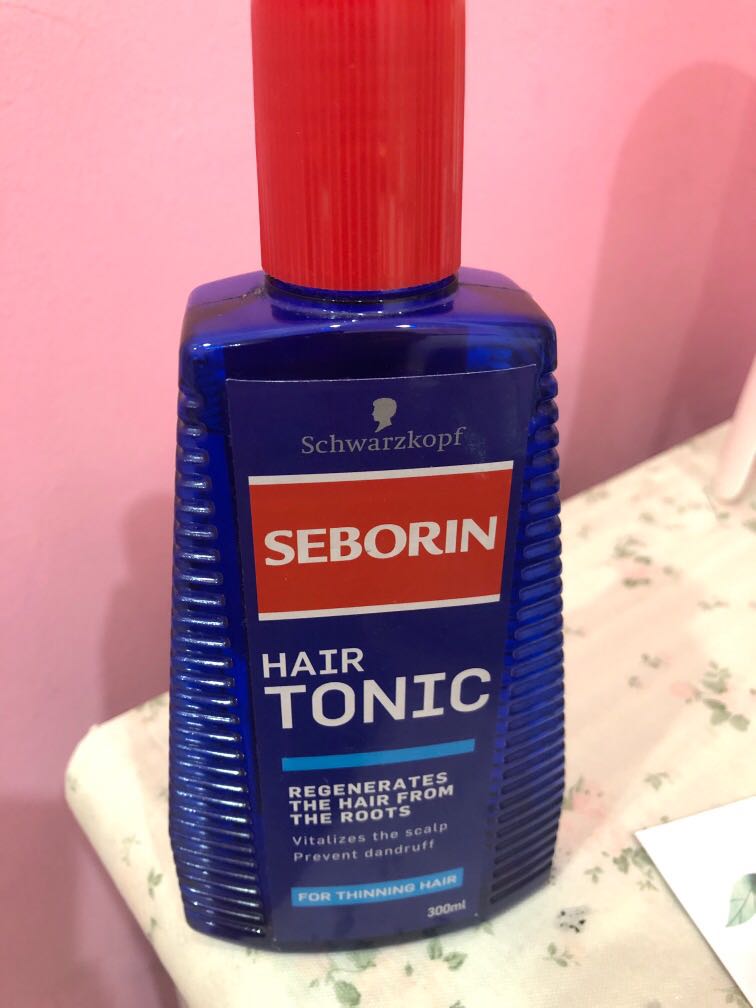 Schwarzkopf
SEBORIN
HAIR
TONIC
REGENERATES
THE HAIR FROM
THE ROOTS
Vitalizes the scalp
Prevent dandruff
FOR THINNING HAIR
300ml